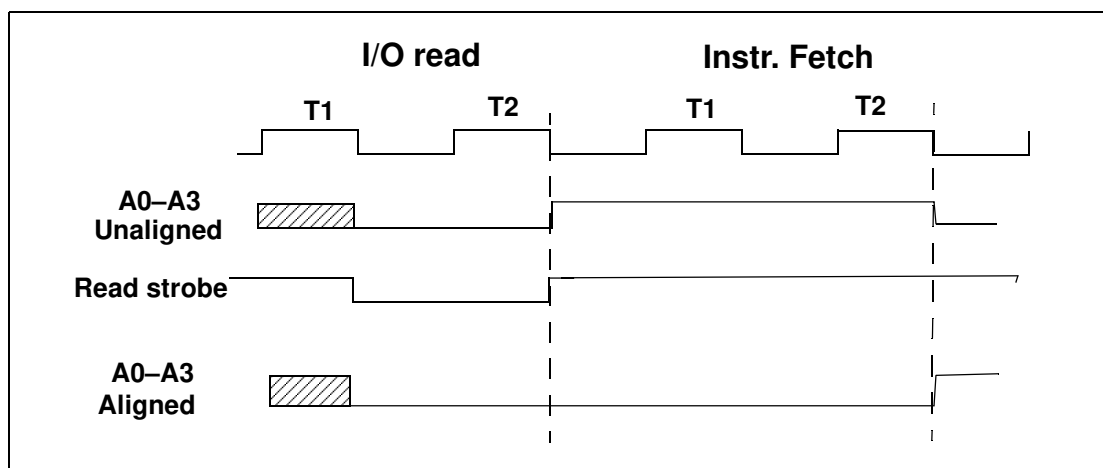 I/O read Instr. Fetch
T1 T2 T1 T2
A0–A3
Unaligned
Read strobe
A0–A3
Aligned